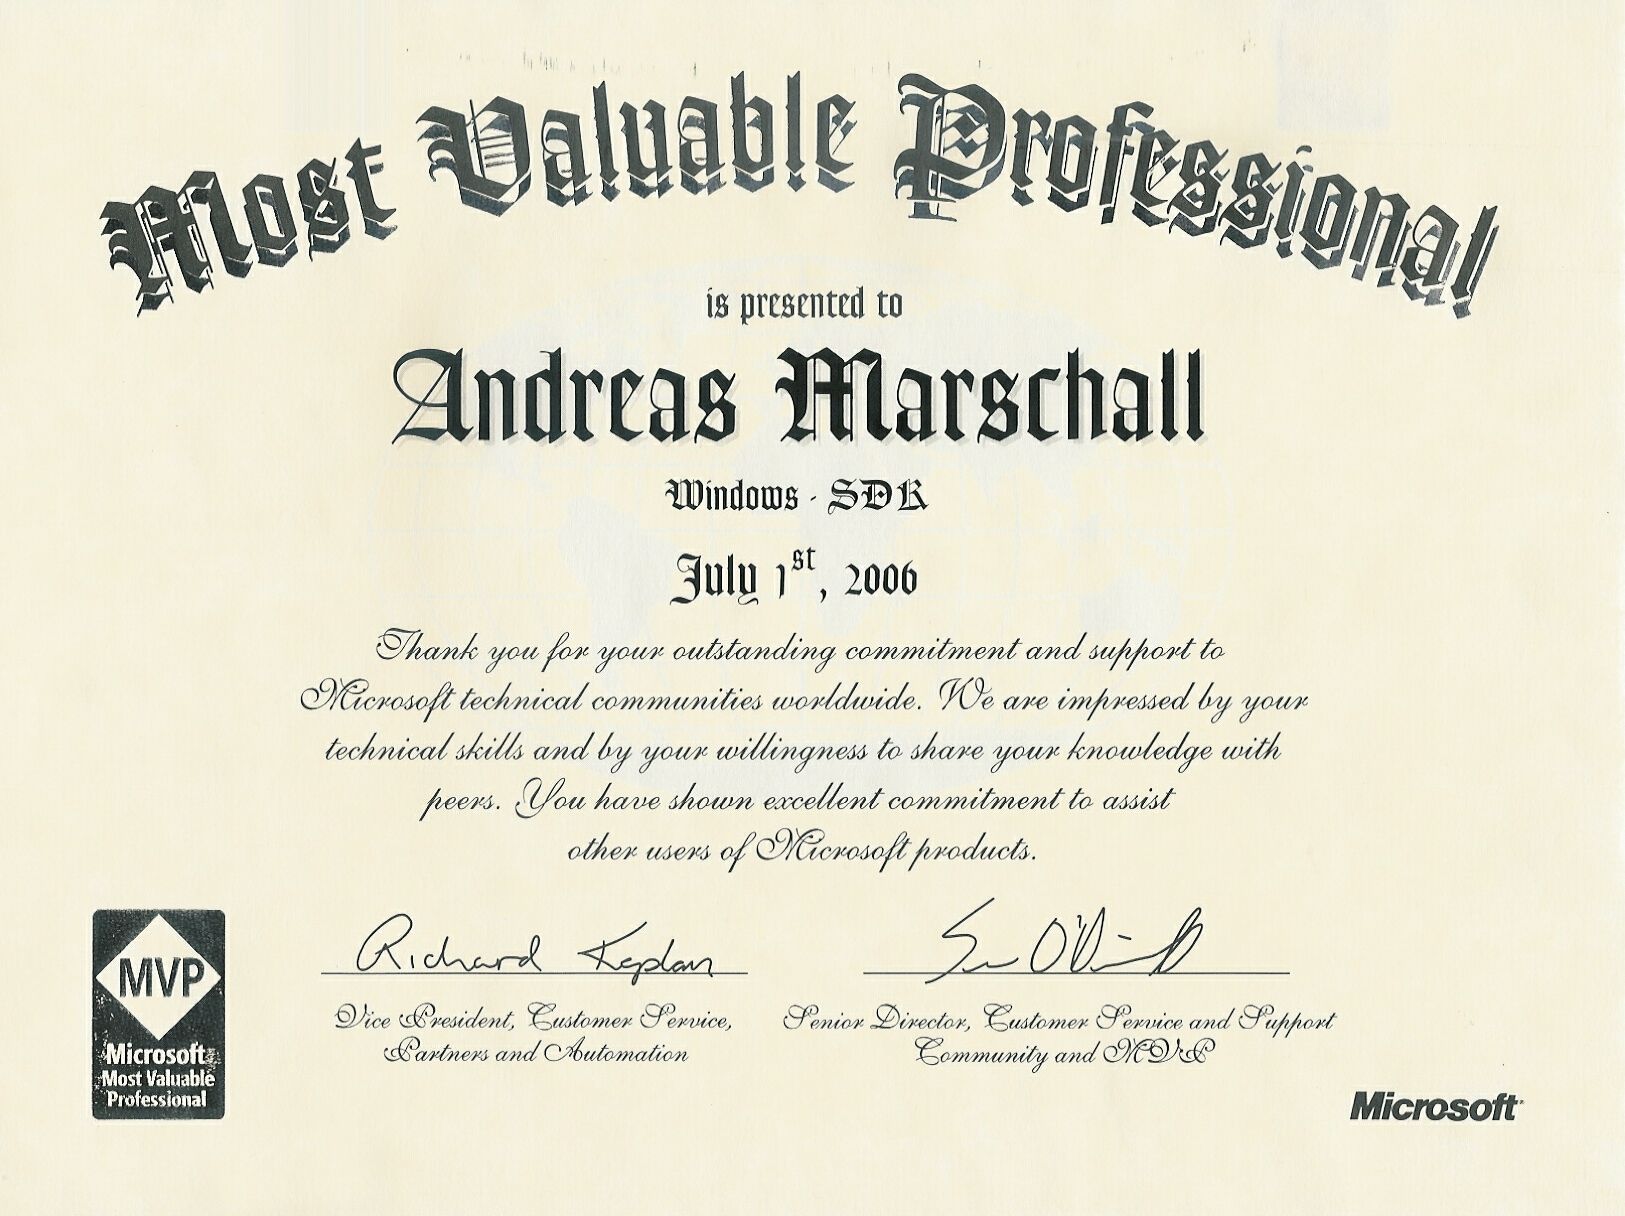 Most Valuable Professional
is presented to
Andreas Marschall
Windows - SDK
July 1st, 2006
Thank you for your outstanding commitment and support to
Microsoft technical communities worldwide. We are impressed by your
technical skills and by your willingness to share your knowledge with
peers. You have shown excellent commitment to assist
other users of Microsoft products.
Richard Kaplan
Vice President, Customer Service,
Partners and Automation
Senior Director, Customer Service and Support
Community and MVP
MVP
Microsoft
Most Valuable
Professional
Microsoft